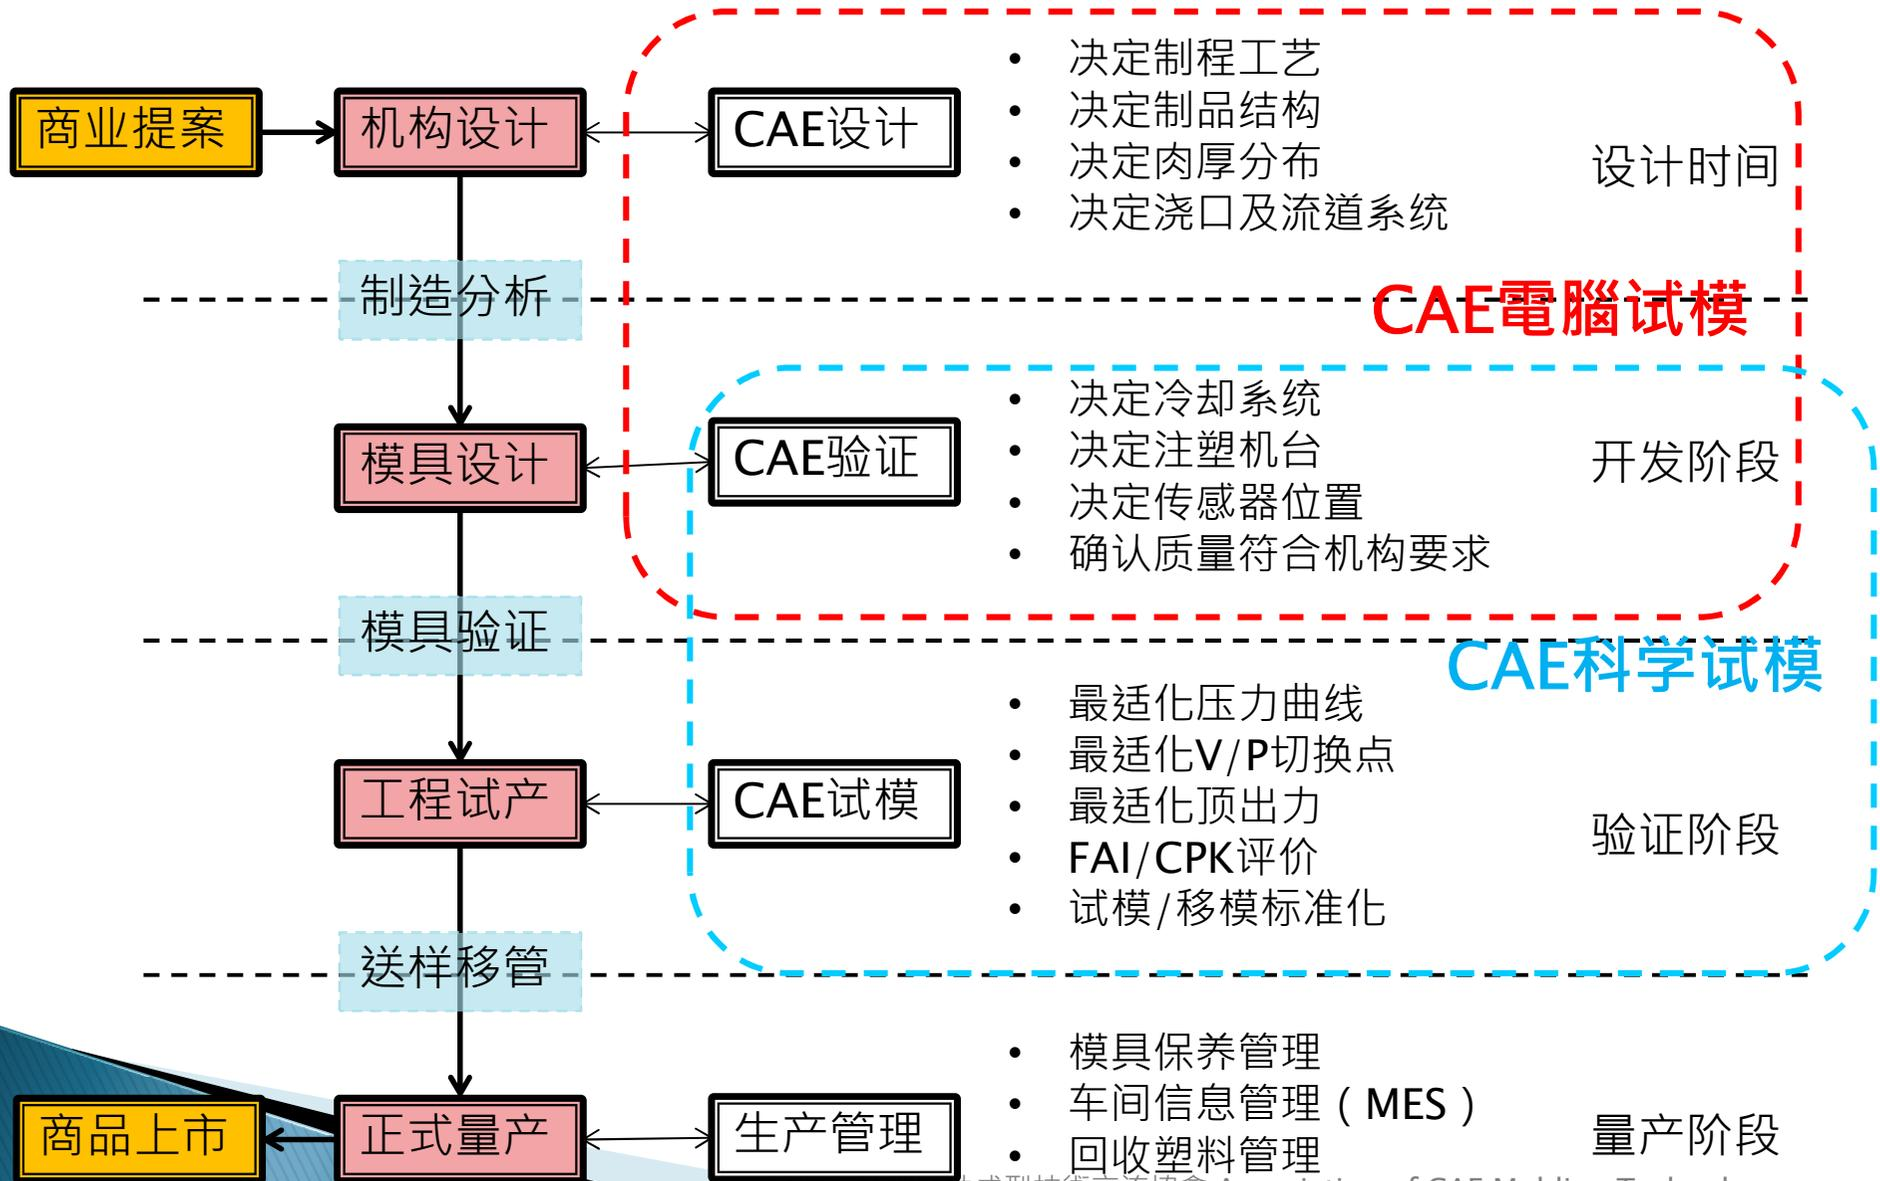 商业提案
机构设计
CAE设计
决定制程工艺
决定制品结构
决定肉厚分布
决定浇口及流道系统
设计时间
制造分析
CAE電腦试模
模具设计
CAE验证
决定冷却系统
决定注塑机台
决定传感器位置
确认质量符合机构要求
开发阶段
模具验证
CAE科学试模
工程试产
CAE试模
最适化压力曲线
最适化V/P切换点
最适化顶出力
FAI/CPK评价
试模/移模标准化
验证阶段
送样移管
商品上市
正式量产
生产管理
模具保养管理
车间信息管理(MES)
回收塑料管理
量产阶段